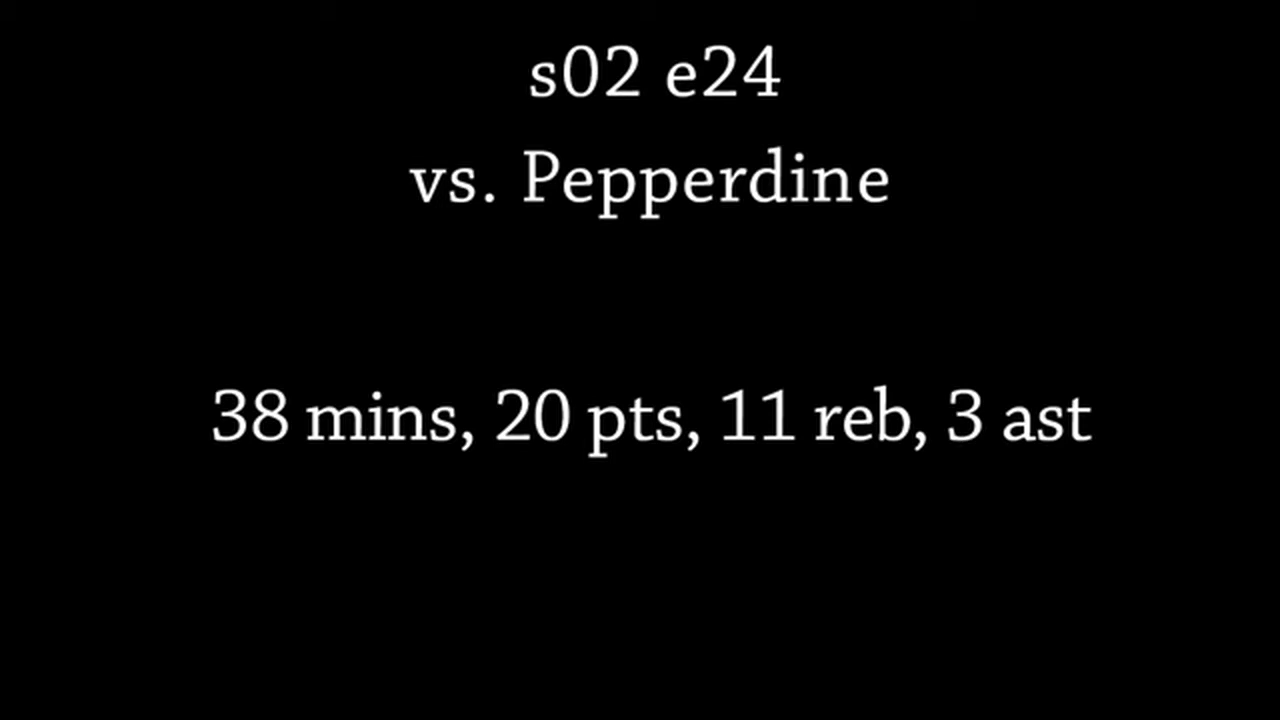 s02 e24
vs. Pepperdine
38 mins, 20 pts, 11 reb, 3 ast